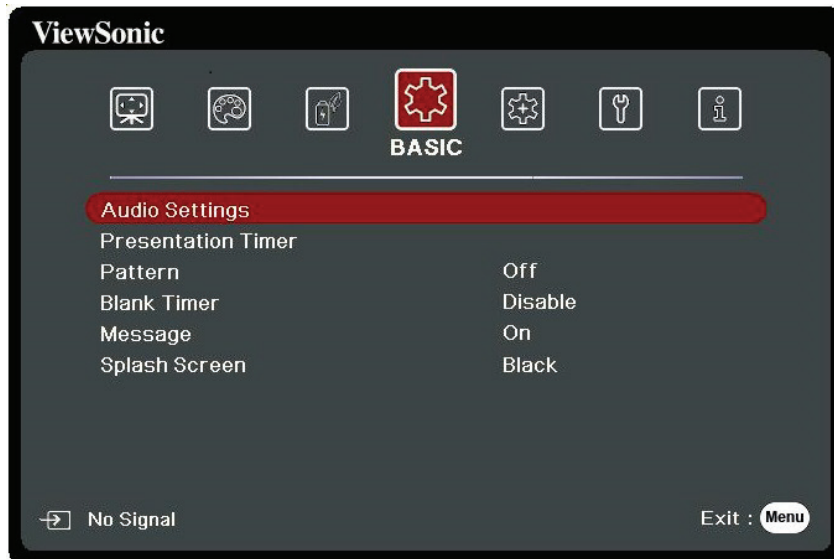 ViewSonic
BASIC
Audio Settings
Presentation Timer
Pattern Off
Blank Timer Disable
Message On
Splash Screen Black
No Signal Exit : Menu